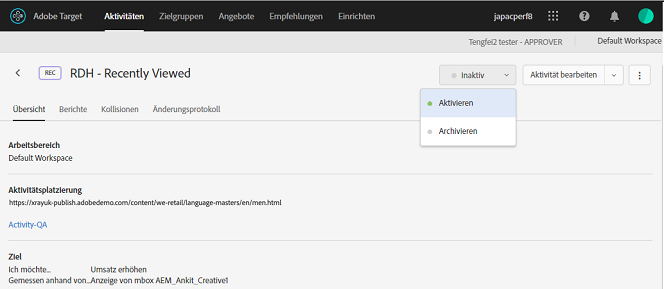 Adobe Target Aktivitäten Zielgruppen Angebote Empfehlungen Einrichten japacperf8
Tengfei2 tester - APPROVER Default Workspace
REC RDH - Recently Viewed Inaktiv Aktivität bearbeiten
Aktivieren
Archivieren
Übersicht Berichte Kollisionen Änderungsprotokoll
Arbeitsbereich
Default Workspace
Aktivitätsplatzierung
https://xrayuk-publish.adobedemo.com/content/we-retail/language-masters/en/men.html
Activity-QA
Ziel
Ich möchte... Umsatz erhöhen
Gemessen anhand von...Anzeige von mbox AEM_Ankit_Creative1